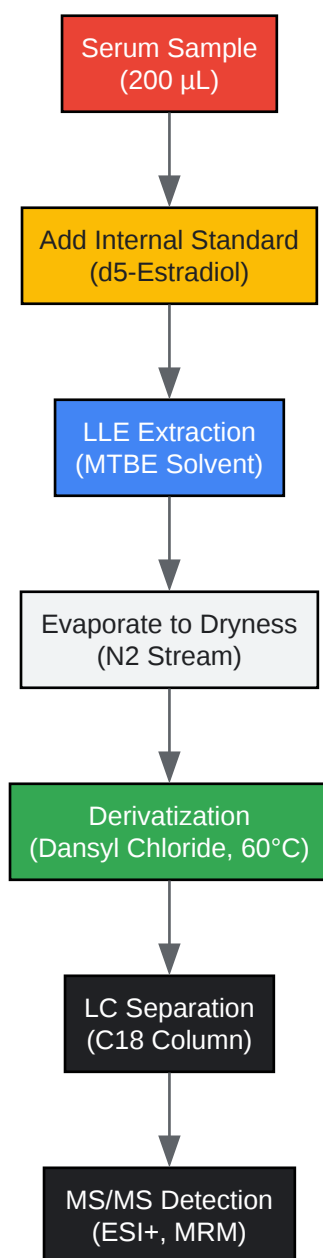 Serum Sample
(200 µL)
Add Internal Standard
(d5-Estradiol)
LLE Extraction
(MTBE Solvent)
Evaporate to Dryness
(N2 Stream)
Derivatization
(Dansyl Chloride, 60°C)
LC Separation
(C18 Column)
MS/MS Detection
(ESI+, MRM)